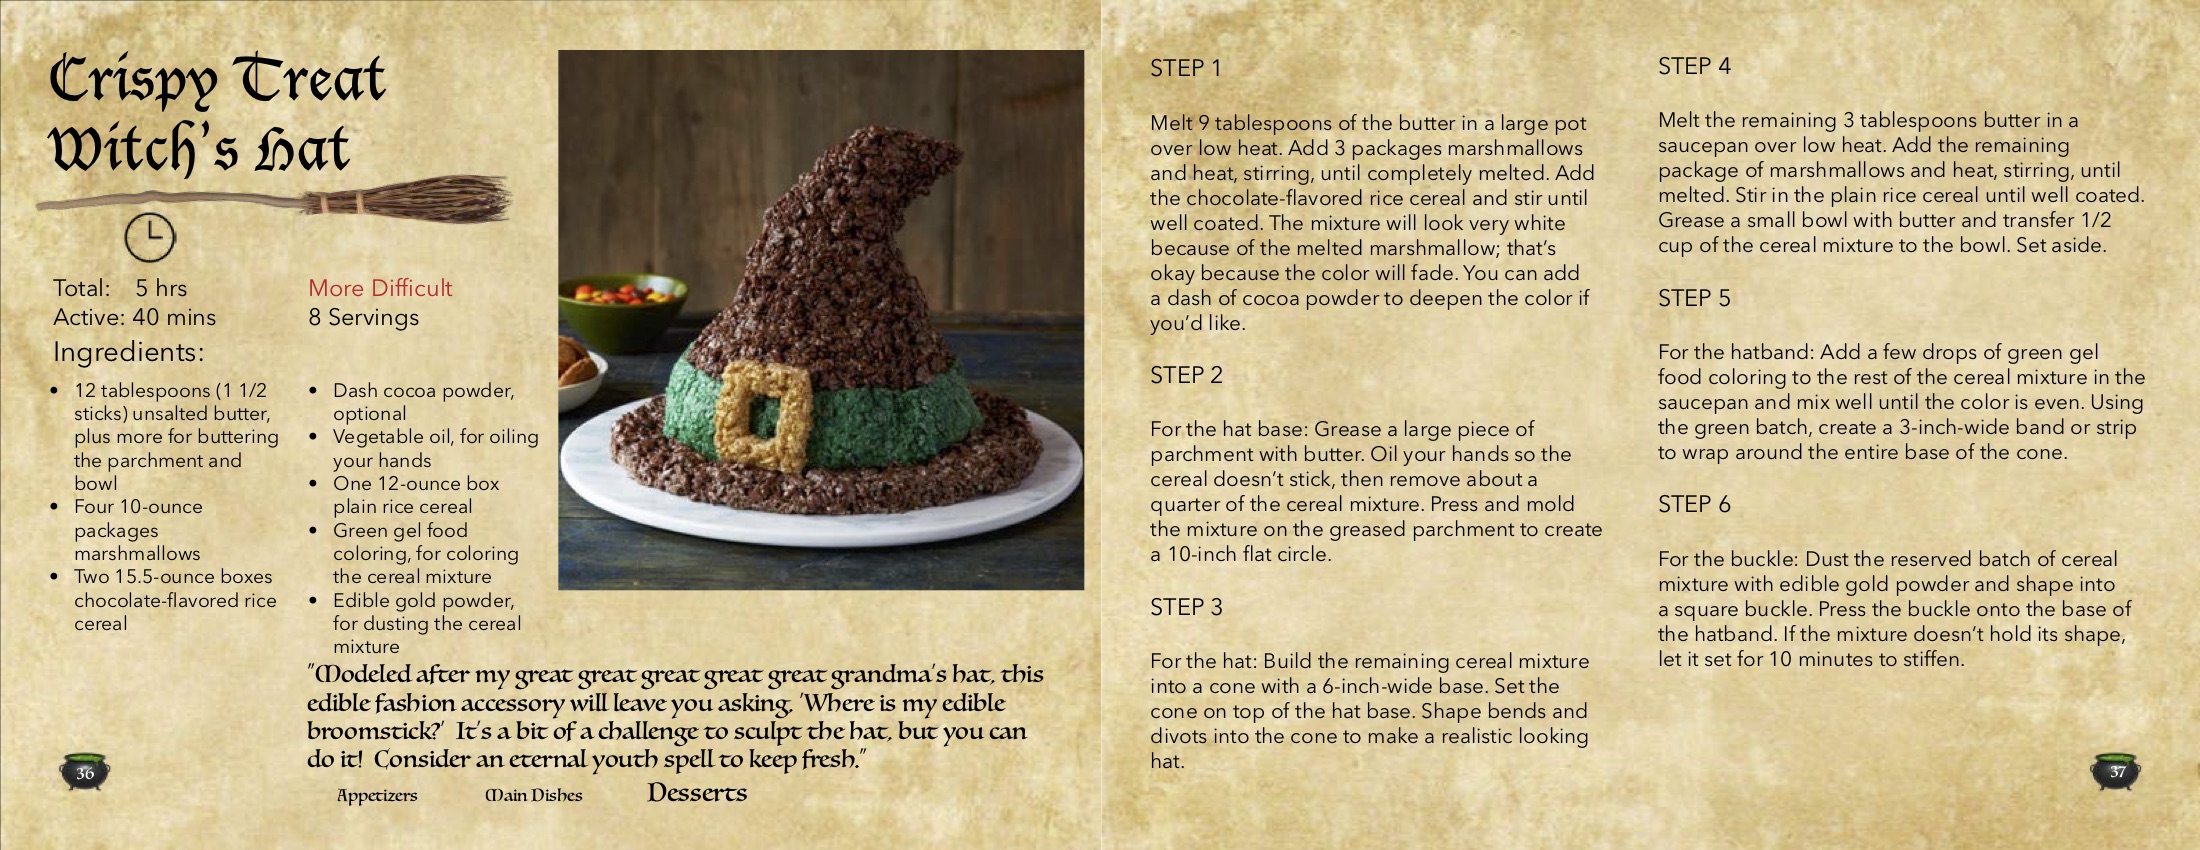 Crispy Treat
Witch's Hat
Total: 5 hrs
Active: 40 mins
More Difficult
8 Servings
Ingredients:
• 12 tablespoons (1 1/2
sticks) unsalted butter,
plus more for buttering
the parchment and
bowl
• Four 10-ounce
packages
marshmallows
• Two 15.5-ounce boxes
chocolate-flavored rice
cereal
• Dash cocoa powder,
optional
• Vegetable oil, for oiling
your hands
• One 12-ounce box
plain rice cereal
• Green gel food
coloring, for coloring
the cereal mixture
• Edible gold powder,
for dusting the cereal
mixture
"Modeled after my great great great great great grandma's hat, this
edible fashion accessory will leave you asking, 'Where is my edible
broomstick?' It's a bit of a challenge to sculpt the hat, but you can
do it! Consider an eternal youth spell to keep fresh."
36
Appetizers Main Dishes Desserts
STEP 1
Melt 9 tablespoons of the butter in a large pot
over low heat. Add 3 packages marshmallows
and heat, stirring, until completely melted. Add
the chocolate-flavored rice cereal and stir until
well coated. The mixture will look very white
because of the melted marshmallow; that's
okay because the color will fade. You can add
a dash of cocoa powder to deepen the color if
you'd like.
STEP 2
For the hat base: Grease a large piece of
parchment with butter. Oil your hands so the
cereal doesn't stick, then remove about a
quarter of the cereal mixture. Press and mold
the mixture on the greased parchment to create
a 10-inch flat circle.
STEP 3
For the hat: Build the remaining cereal mixture
into a cone with a 6-inch-wide base. Set the
cone on top of the hat base. Shape bends and
divots into the cone to make a realistic looking
hat.
STEP 4
Melt the remaining 3 tablespoons butter in a
saucepan over low heat. Add the remaining
package of marshmallows and heat, stirring, until
melted. Stir in the plain rice cereal until well coated.
Grease a small bowl with butter and transfer 1/2
cup of the cereal mixture to the bowl. Set aside.
STEP 5
For the hatband: Add a few drops of green gel
food coloring to the rest of the cereal mixture in the
saucepan and mix well until the color is even. Using
the green batch, create a 3-inch-wide band or strip
to wrap around the entire base of the cone.
STEP 6
For the buckle: Dust the reserved batch of cereal
mixture with edible gold powder and shape into
a square buckle. Press the buckle onto the base of
the hatband. If the mixture doesn't hold its shape,
let it set for 10 minutes to stiffen.
37